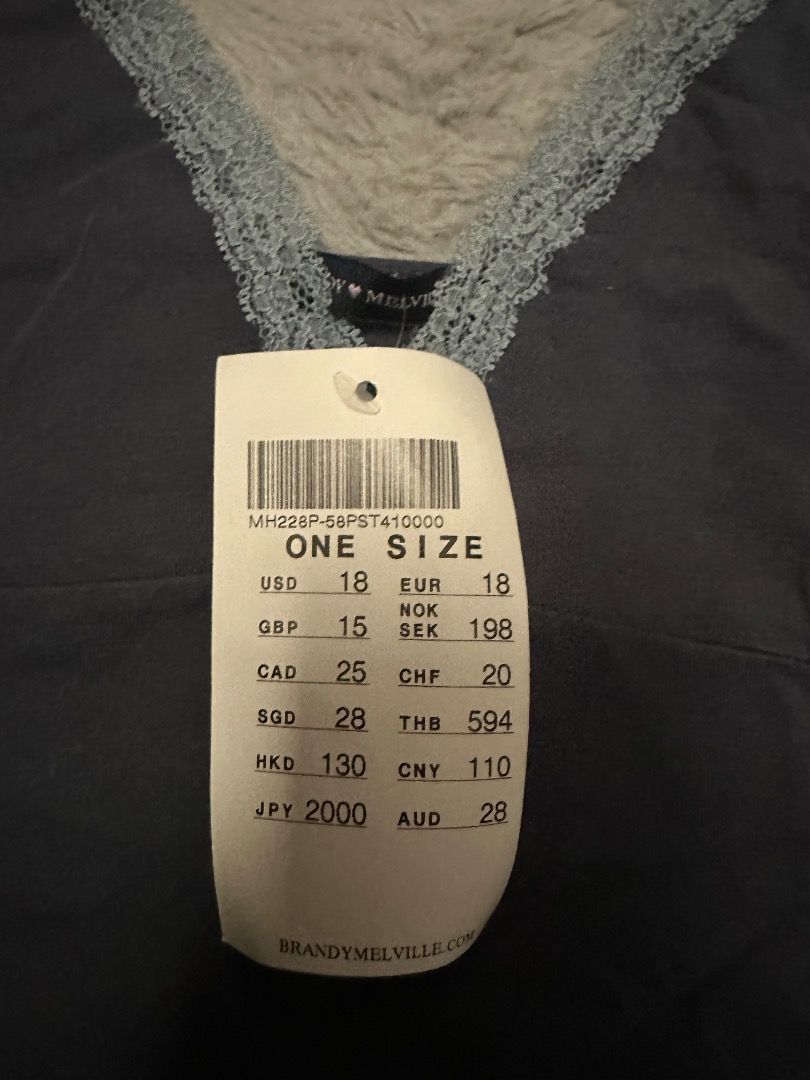 MELVI
MH228P-58PST410000
ONE SIZE
USD 18 EUR 18
GBP 15 NOK SEK 198
CAD 25 CHF 20
SGD 28 THB 594
HKD 130 CNY 110
JPY 2000 AUD 28
BRANDYMELVILLE.COM